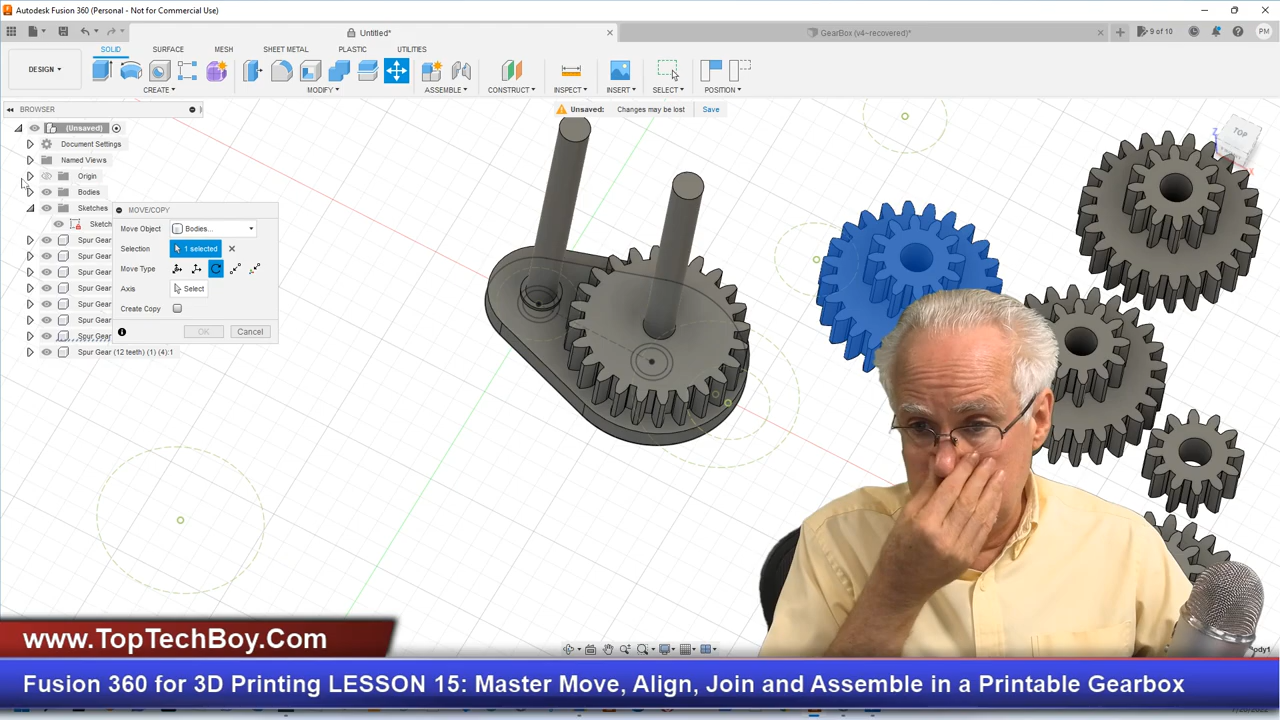 Autodesk Fusion 360 (Personal - Not for Commercial Use)
Untitled*
GearBox (v4~recovered)*
9 of 10
PM
SOLID
SURFACE
MESH
SHEET METAL
PLASTIC
UTILITIES
DESIGN
CREATE
MODIFY
ASSEMBLE
CONSTRUCT
INSPECT
INSERT
SELECT
POSITION
BROWSER
Unsaved: Changes may be lost Save
(Unsaved)
Document Settings
Named Views
Origin
Bodies
Sketches
Sketch
Spur Gear
Spur Gear
Spur Gear
Spur Gear
Spur Gear
Spur Gear
Spur Gear
Spur Gear (12 teeth) (1) (4):1
MOVE/COPY
Move Object Bodies...
Selection 1 selected
Move Type
Axis Select
Create Copy
OK Cancel
TOP
Z
X
www.TopTechBoy.Com
Fusion 360 for 3D Printing LESSON 15: Master Move, Align, Join and Assemble in a Printable Gearbox